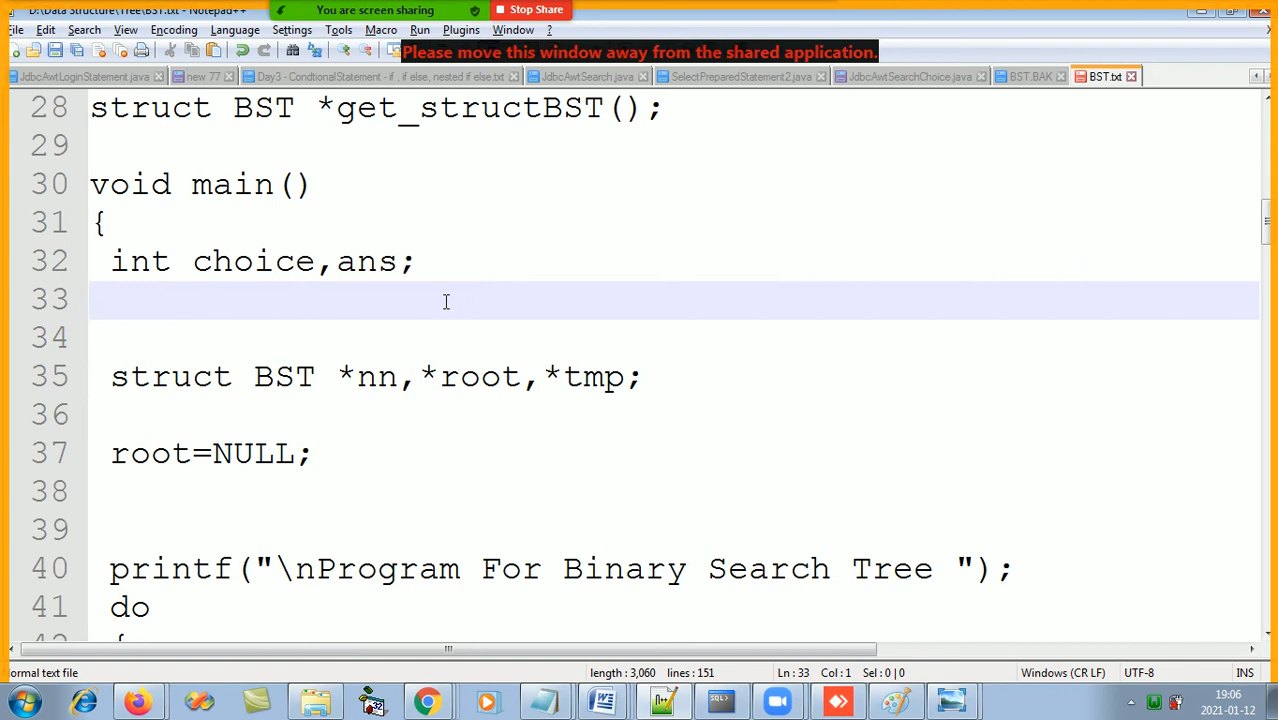 D:\Data Structure\Tree\BST.txt - Notepad++
You are screen sharing
Stop Share
File Edit Search View Encoding Language Settings Tools Macro Run Plugins Window ?
Please move this window away from the shared application.
JdbcAwtLoginStatement.java
new 77
Day3 - CondtionalStatement - if , if else, nested if else.txt
JdbcAwtSearch.java
SelectPreparedStatement2.java
JdbcAwtSearchChoice.java
BST.BAK
BST.txt
28 struct BST *get_structBST();
29
30 void main()
31 {
32 int choice,ans;
33
34
35 struct BST *nn,*root,*tmp;
36
37 root=NULL;
38
39
40 printf("\nProgram For Binary Search Tree ");
41 do
42 {
Normal text file
length : 3,060 lines : 151
Ln : 33 Col : 1 Sel : 0 | 0
Windows (CR LF)
UTF-8
INS
19:06
2021-01-12